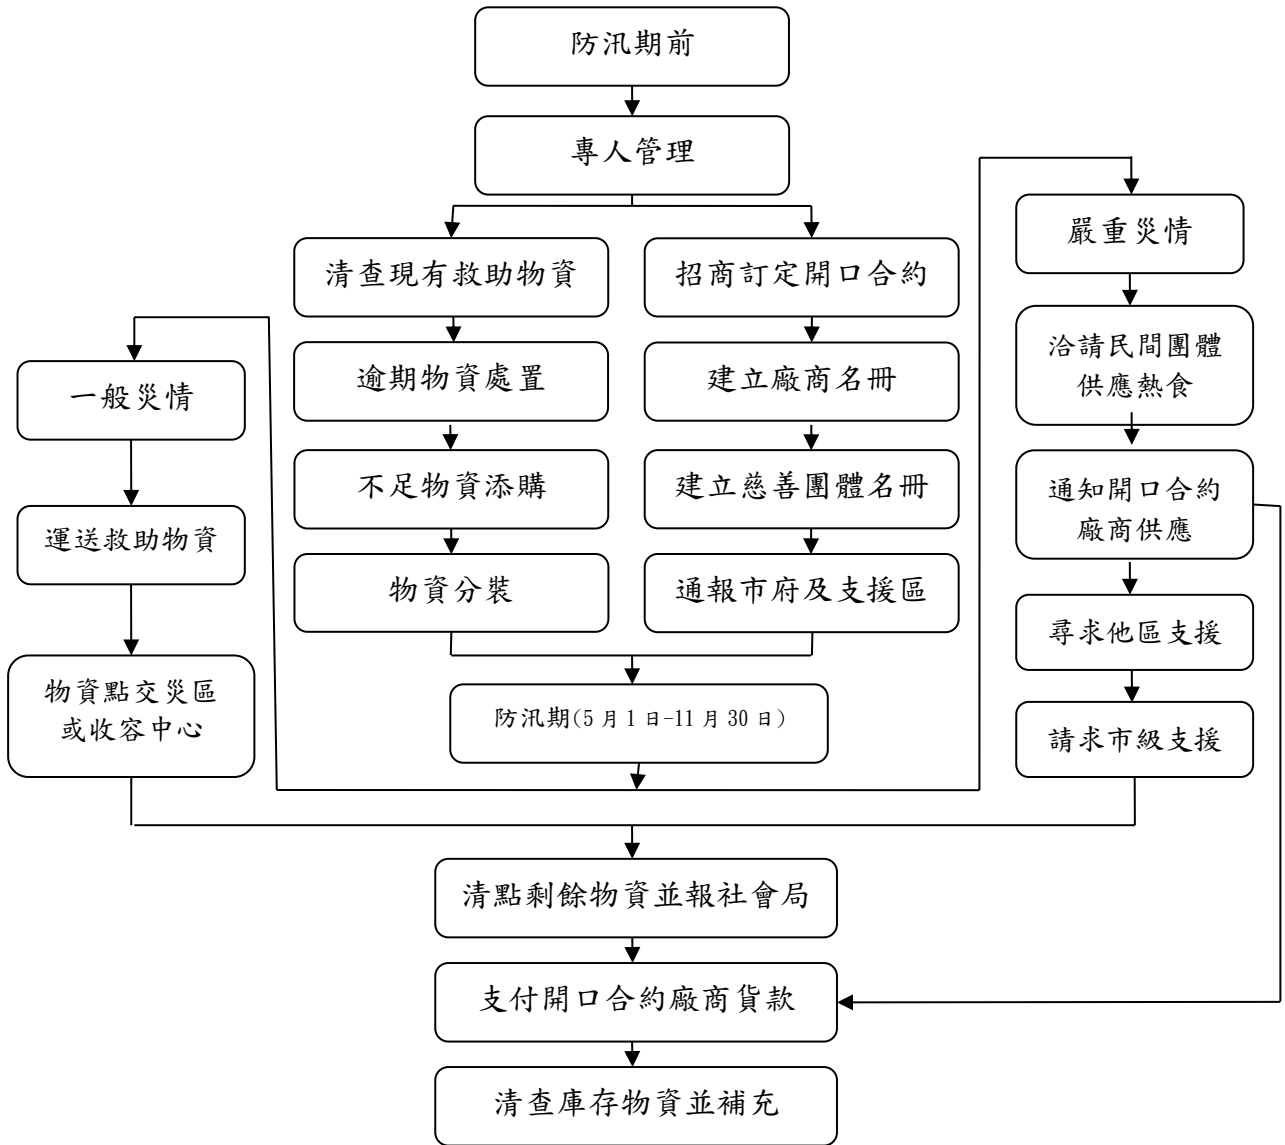 防汛期前
專人管理
清查現有救助物資
逾期物資處置
不足物資添購
物資分裝
招商訂定開口合約
建立廠商名冊
建立慈善團體名冊
通報市府及支援區
防汛期(5月1日-11月30日)
一般災情
運送救助物資
物資點交災區
或收容中心
嚴重災情
洽請民間團體
供應熱食
通知開口合約
廠商供應
尋求他區支援
請求市級支援
清點剩餘物資並報社會局
支付開口合約廠商貨款
清查庫存物資並補充